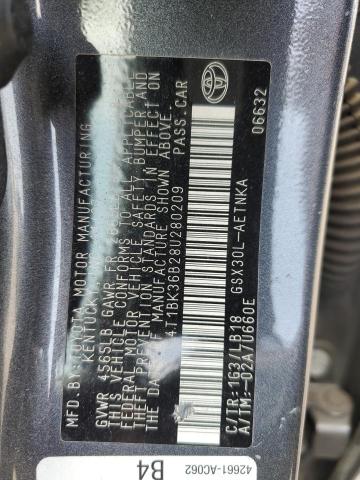 MFD. BY: TOYOTA MOTOR MANUFACTURING
KENTUCKY,
GVWR 4565LB GAWR FR
THIS VEHICLE CONFORMS TO ALL APPLICABLE
FEDERAL MOTOR VEHICLE SAFETY, BUMPER AND
THEFT PREVENTION STANDARDS IN EFFECT ON
THE DATE OF MANUFACTURE SHOWN ABOVE.
4T1BK36B28U280209 PASS.CAR
C/TR:1G3/LB18 GSX30L-AETNKA
A/TM:-02A/U660E 06632
42661-AC062
B4